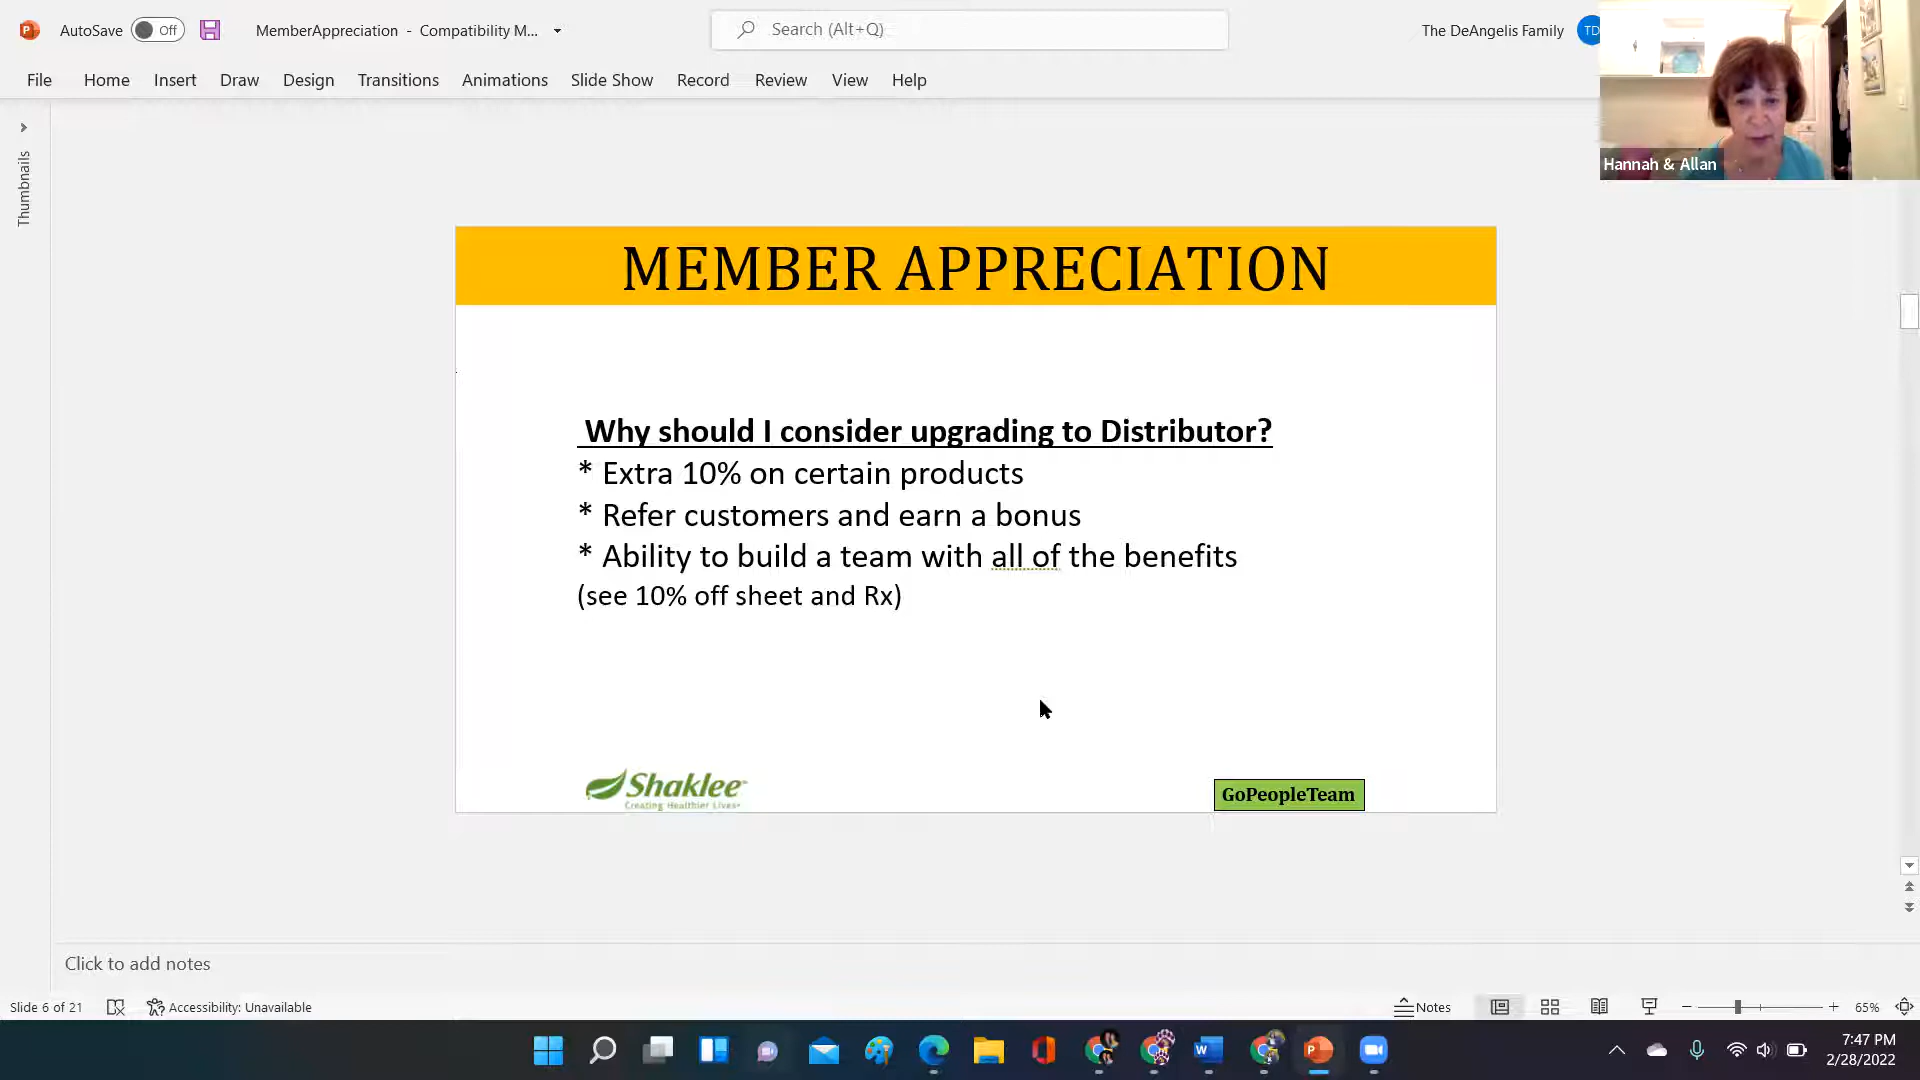 AutoSave
Off
MemberAppreciation - Compatibility M...
Search (Alt+Q)
The DeAngelis Family
TD
File
Home
Insert
Draw
Design
Transitions
Animations
Slide Show
Record
Review
View
Help
Hannah & Allan
Thumbnails
MEMBER APPRECIATION
Why should I consider upgrading to Distributor?
* Extra 10% on certain products
* Refer customers and earn a bonus
* Ability to build a team with all of the benefits
(see 10% off sheet and Rx)
Shaklee™
Creating Healthier Lives
GoPeopleTeam
Click to add notes
Slide 6 of 21
Accessibility: Unavailable
Notes
65%
7:47 PM
2/28/2022